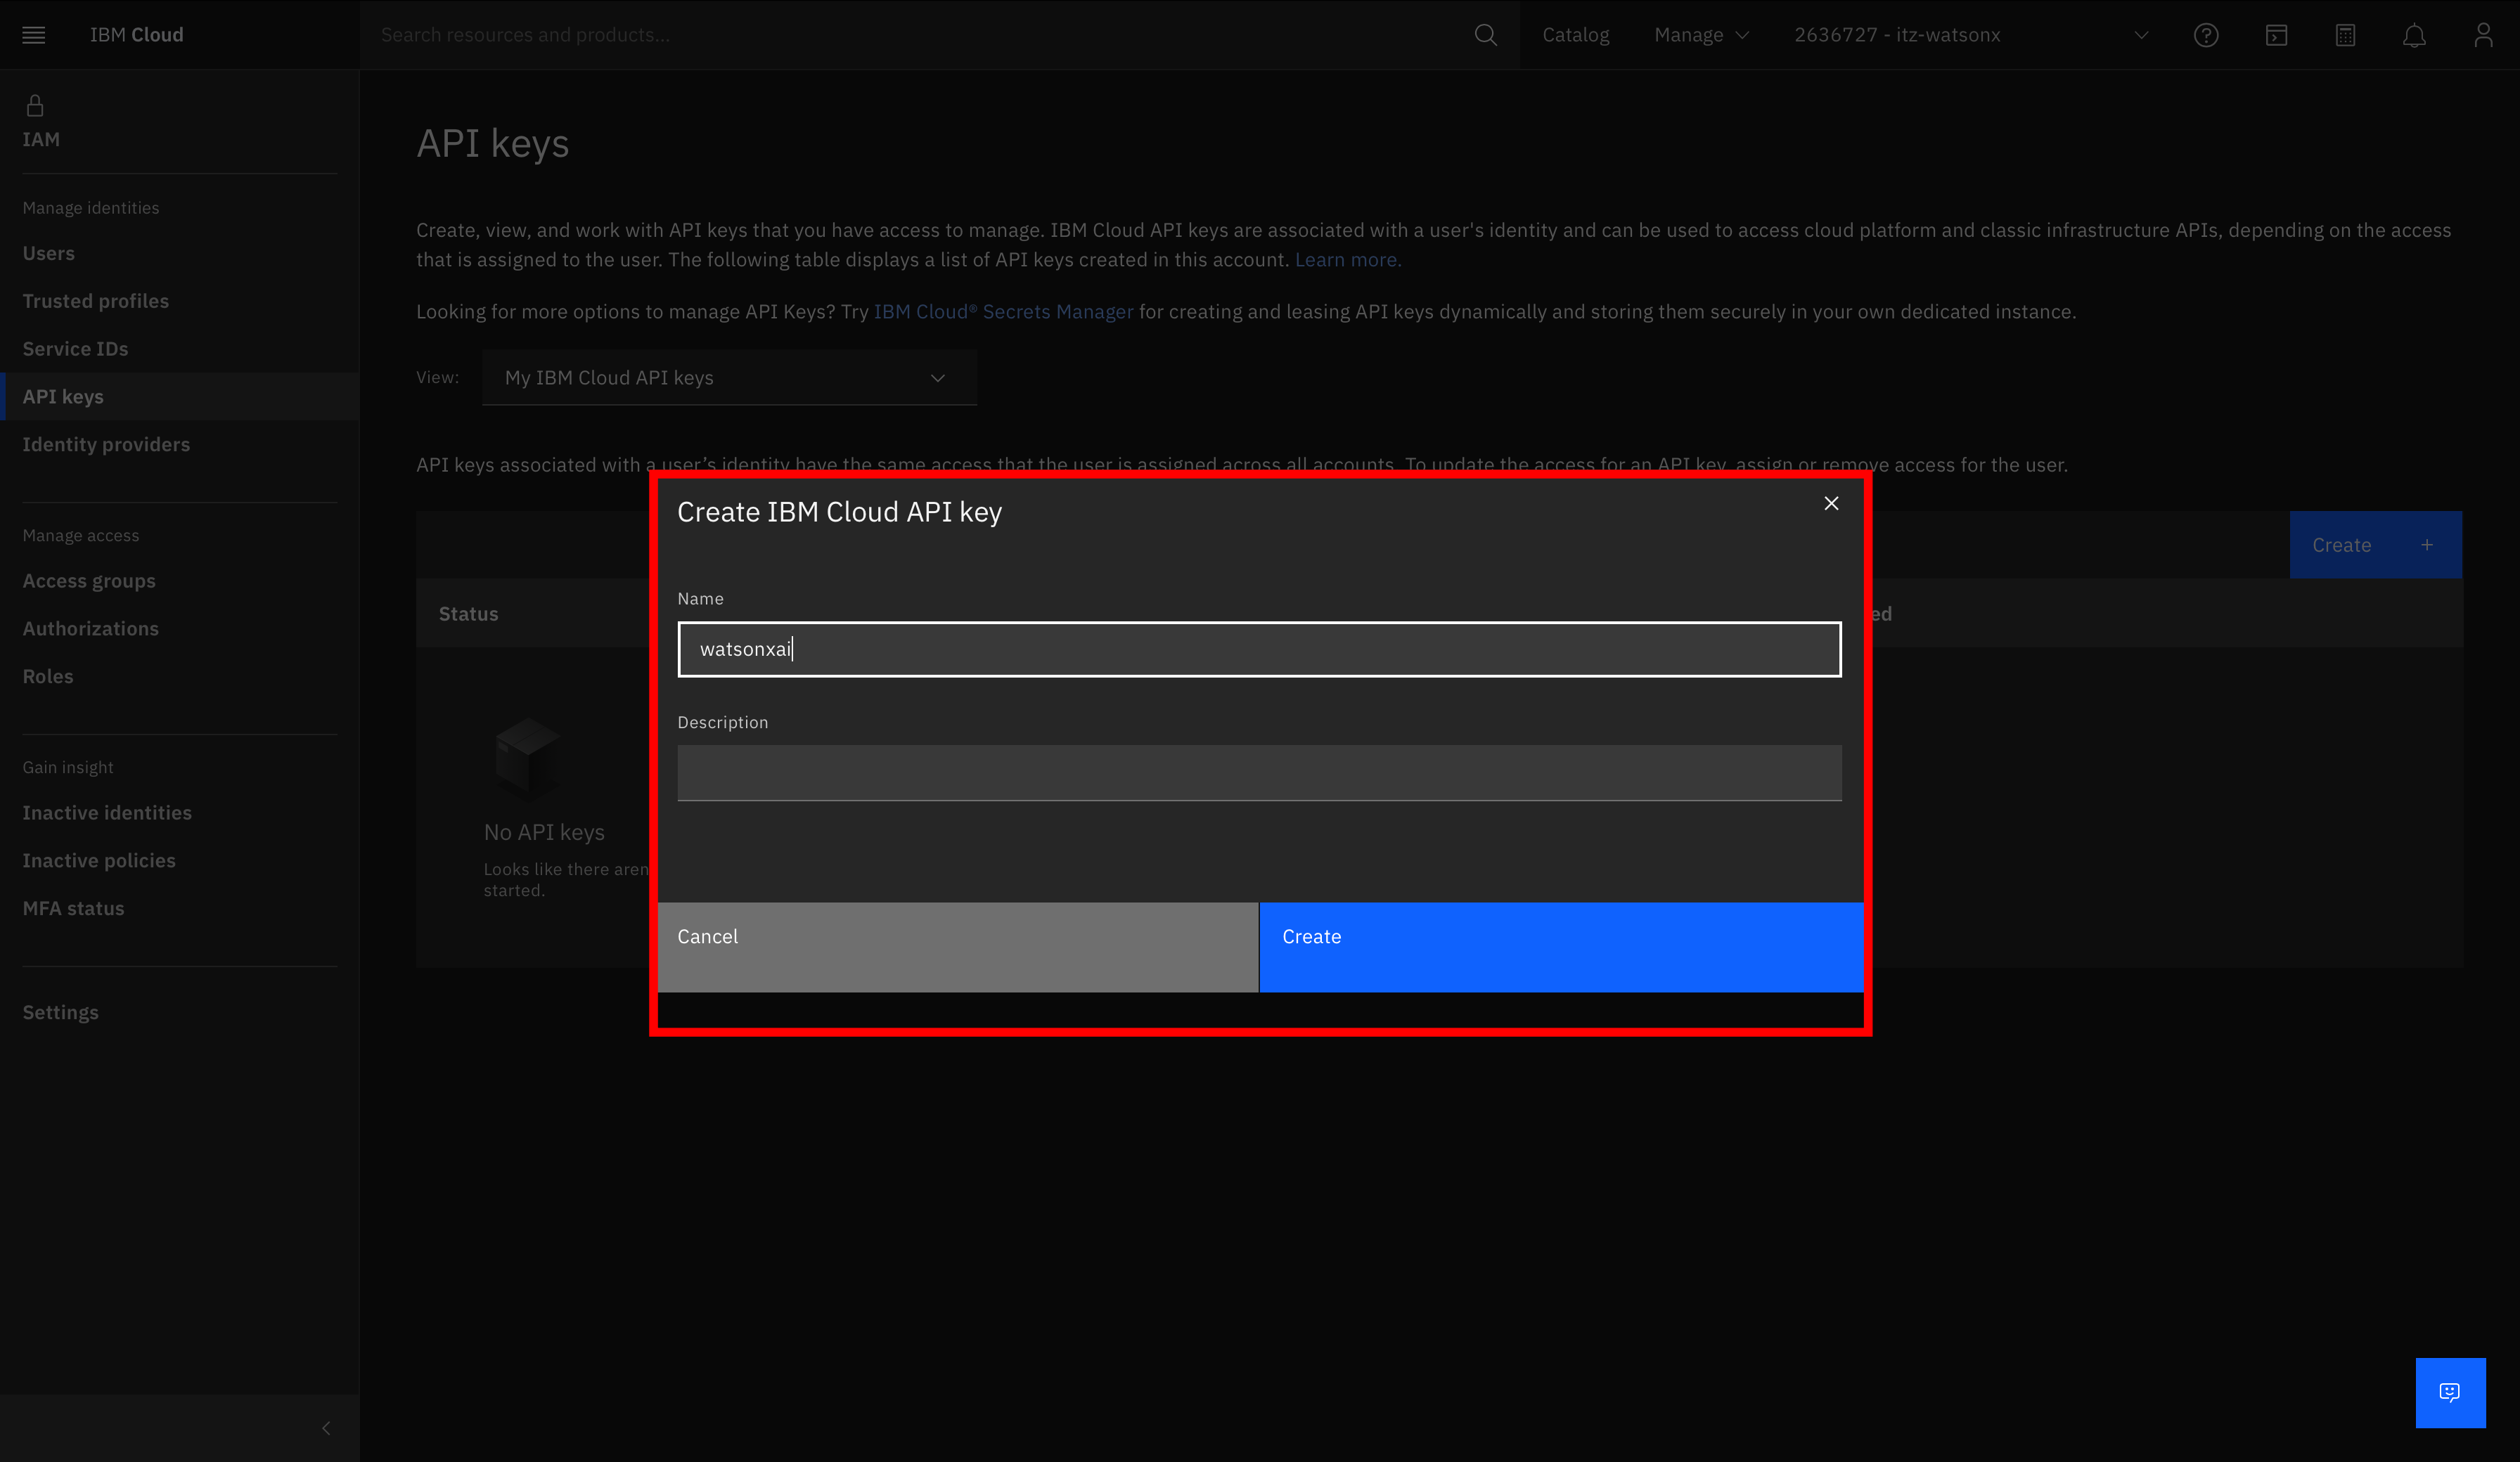 IBM Cloud
Search resources and products...
Catalog
Manage
2636727 - itz-watsonx
IAM
Manage identities
Users
Trusted profiles
Service IDs
API keys
Identity providers
Manage access
Access groups
Authorizations
Roles
Gain insight
Inactive identities
Inactive policies
MFA status
Settings
API keys
Create, view, and work with API keys that you have access to manage. IBM Cloud API keys are associated with a user's identity and can be used to access cloud platform and classic infrastructure APIs, depending on the access
that is assigned to the user. The following table displays a list of API keys created in this account. Learn more.
Looking for more options to manage API Keys? Try IBM Cloud® Secrets Manager for creating and leasing API keys dynamically and storing them securely in your own dedicated instance.
View:
My IBM Cloud API keys
API keys associated with a user’s identity have the same access that the user is assigned across all accounts. To update the access for an API key, assign or remove access for the user.
Create +
Status
ed
No API keys
Looks like there aren
started.
Create IBM Cloud API key
Name
watsonxai
Description
Cancel
Create